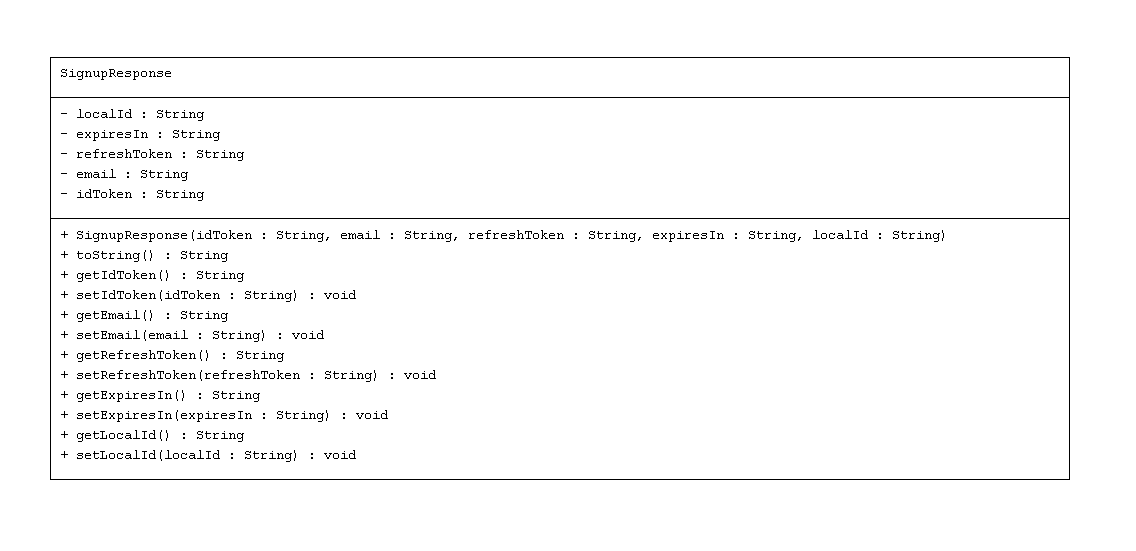 SignupResponse
- localId : String
- expiresIn : String
- refreshToken : String
- email : String
- idToken : String
+ SignupResponse(idToken : String, email : String, refreshToken : String, expiresIn : String, localId : String)
+ toString() : String
+ getIdToken() : String
+ setIdToken(idToken : String) : void
+ getEmail() : String
+ setEmail(email : String) : void
+ getRefreshToken() : String
+ setRefreshToken(refreshToken : String) : void
+ getExpiresIn() : String
+ setExpiresIn(expiresIn : String) : void
+ getLocalId() : String
+ setLocalId(localId : String) : void